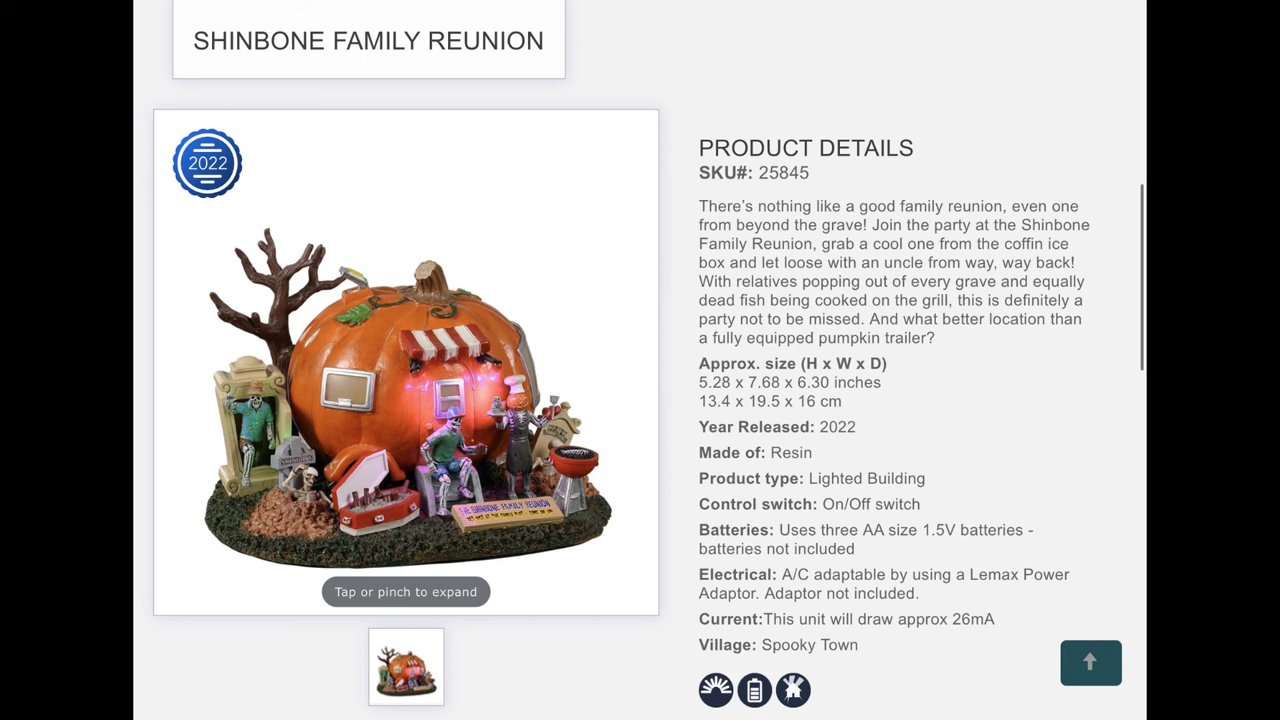 SHINBONE FAMILY REUNION
2022
Tap or pinch to expand
PRODUCT DETAILS
SKU#: 25845
There’s nothing like a good family reunion, even one
from beyond the grave! Join the party at the Shinbone
Family Reunion, grab a cool one from the coffin ice
box and let loose with an uncle from way, way back!
With relatives popping out of every grave and equally
dead fish being cooked on the grill, this is definitely a
party not to be missed. And what better location than
a fully equipped pumpkin trailer?
Approx. size (H x W x D)
5.28 x 7.68 x 6.30 inches
13.4 x 19.5 x 16 cm
Year Released: 2022
Made of: Resin
Product type: Lighted Building
Control switch: On/Off switch
Batteries: Uses three AA size 1.5V batteries -
batteries not included
Electrical: A/C adaptable by using a Lemax Power
Adaptor. Adaptor not included.
Current:This unit will draw approx 26mA
Village: Spooky Town
THE SHINBONE FAMILY REUNION